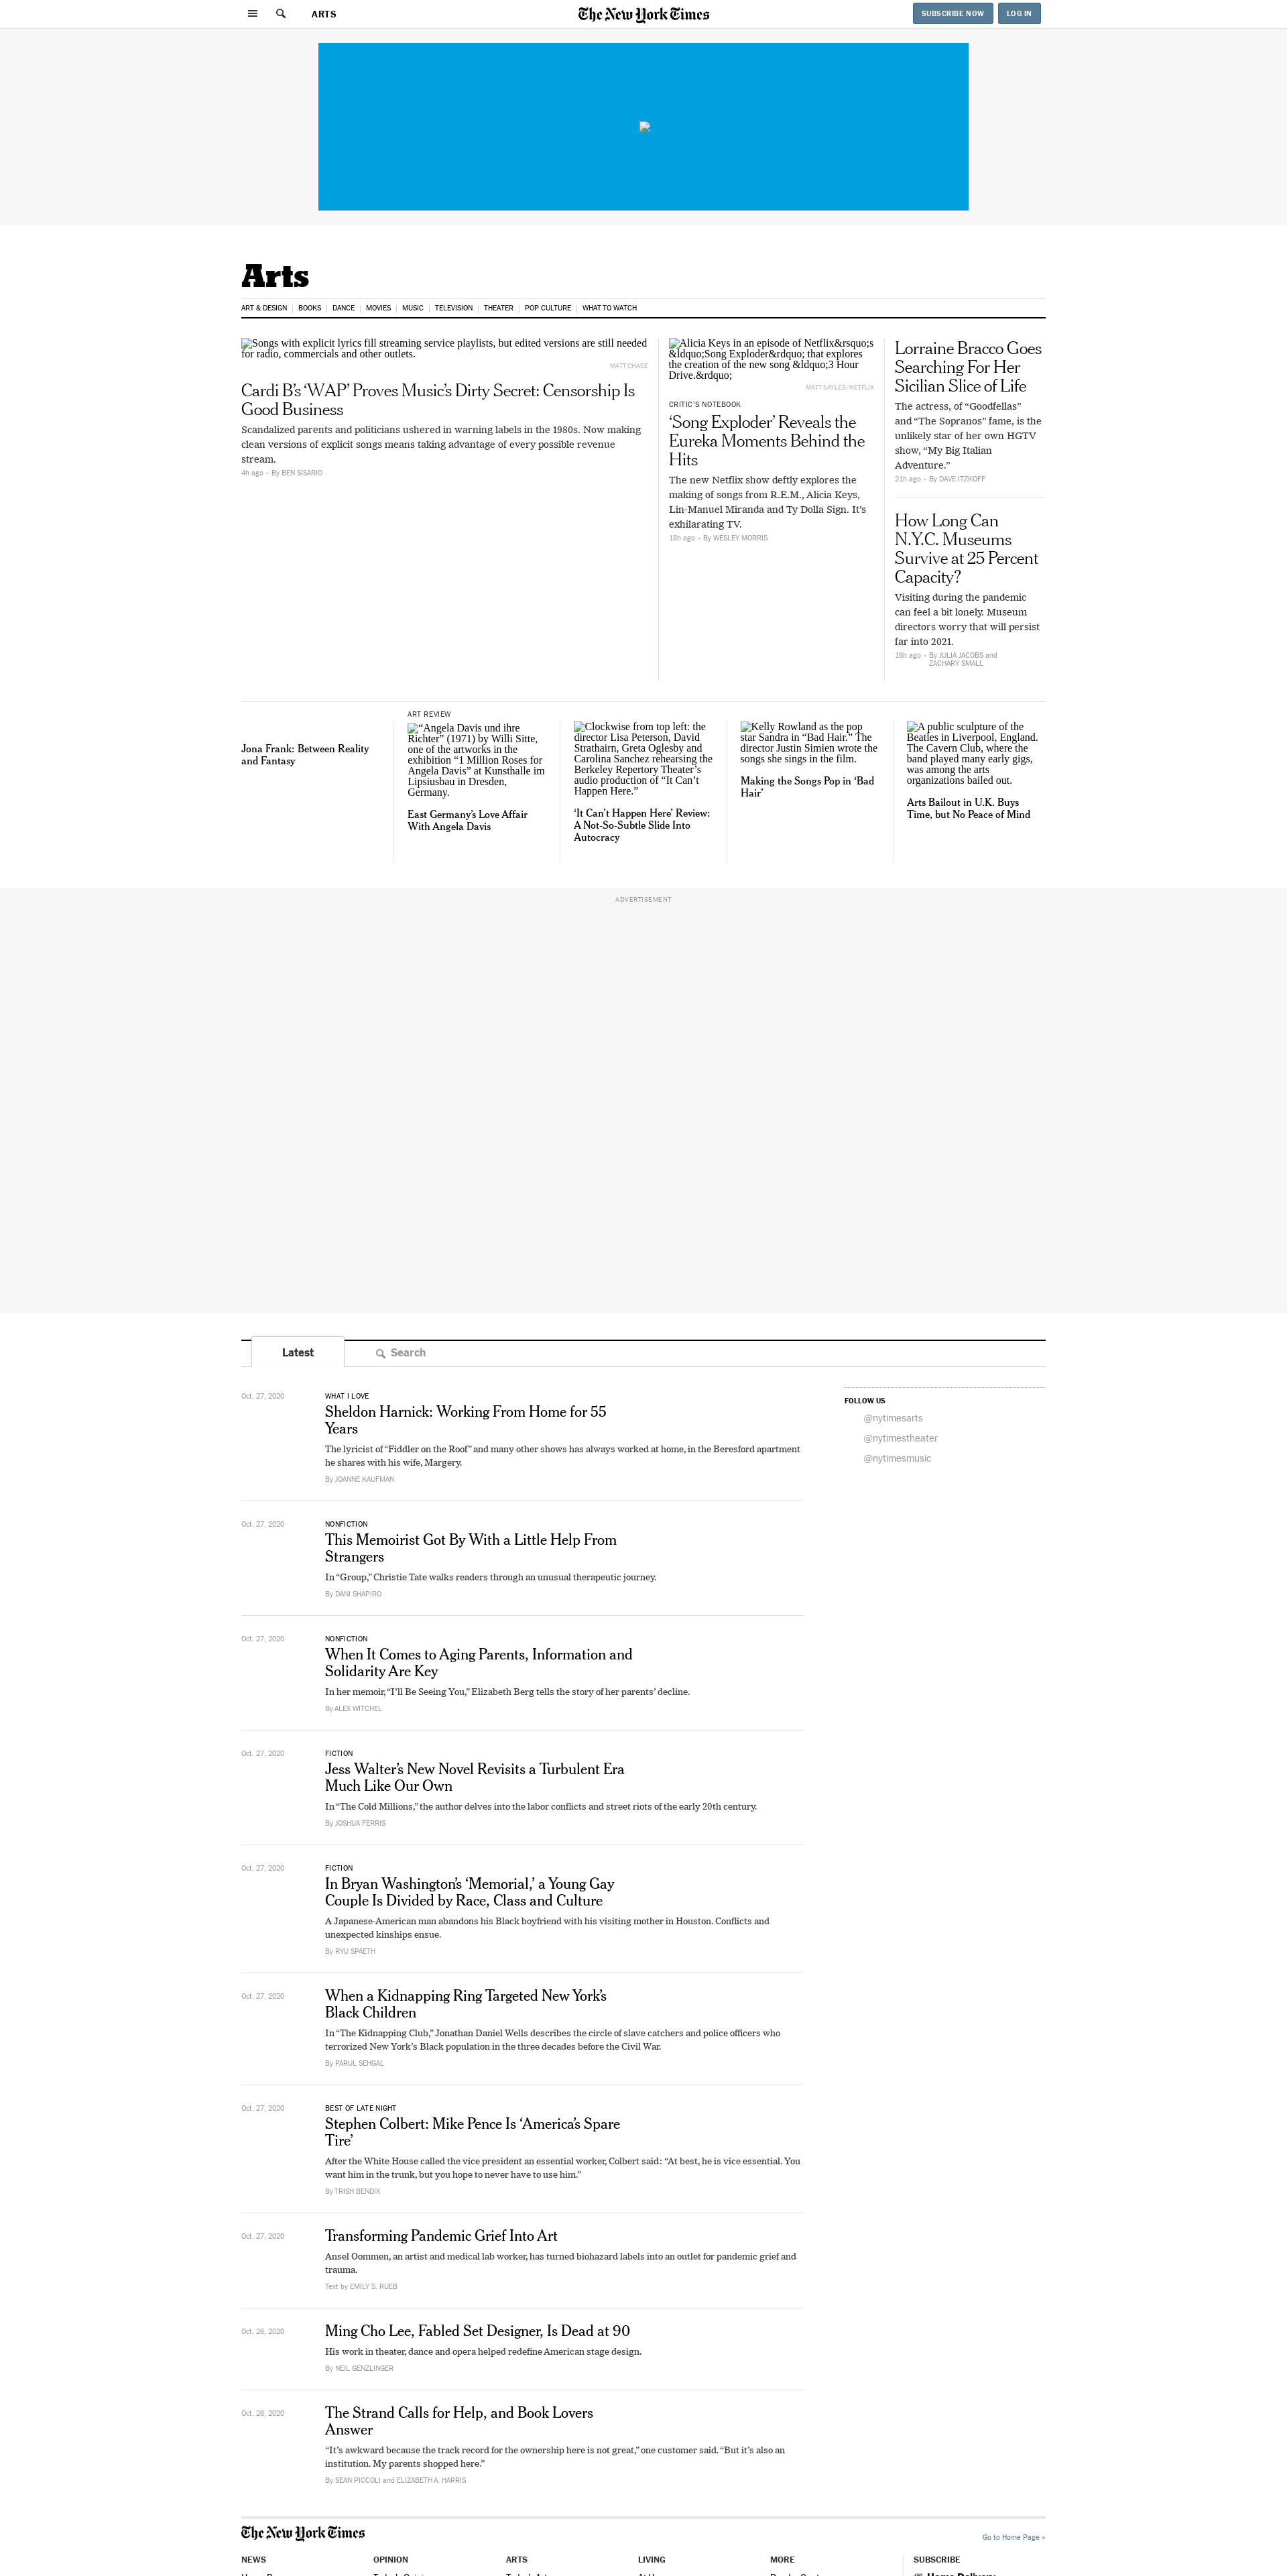 ARTS
The New York Times
SUBSCRIBE NOW
LOG IN
Arts
ART & DESIGN
BOOKS
DANCE
MOVIES
MUSIC
TELEVISION
THEATER
POP CULTURE
WHAT TO WATCH
Songs with explicit lyrics fill streaming service playlists, but edited versions are still needed
for radio, commercials and other outlets.
MATT CHASE
Cardi B’s ‘WAP’ Proves Music’s Dirty Secret: Censorship Is
Good Business
Scandalized parents and politicians ushered in warning labels in the 1980s. Now making
clean versions of explicit songs means taking advantage of every possible revenue
stream.
4h ago - By BEN SISARIO
Alicia Keys in an episode of Netflix&rsquo;s
&ldquo;Song Exploder&rdquo; that explores
the creation of the new song &ldquo;3 Hour
Drive.&rdquo;
MATT SAYLES/NETFLIX
CRITIC’S NOTEBOOK
‘Song Exploder’ Reveals the
Eureka Moments Behind the
Hits
The new Netflix show deftly explores the
making of songs from R.E.M., Alicia Keys,
Lin-Manuel Miranda and Ty Dolla Sign. It’s
exhilarating TV.
18h ago - By WESLEY MORRIS
Lorraine Bracco Goes
Searching For Her
Sicilian Slice of Life
The actress, of “Goodfellas”
and “The Sopranos” fame, is the
unlikely star of her own HGTV
show, “My Big Italian
Adventure.”
21h ago - By DAVE ITZKOFF
How Long Can
N.Y.C. Museums
Survive at 25 Percent
Capacity?
Visiting during the pandemic
can feel a bit lonely. Museum
directors worry that will persist
far into 2021.
18h ago - By JULIA JACOBS and
ZACHARY SMALL
Jona Frank: Between Reality
and Fantasy
ART REVIEW
“Angela Davis und ihre
Richter” (1971) by Willi Sitte,
one of the artworks in the
exhibition “1 Million Roses for
Angela Davis” at Kunsthalle im
Lipsiusbau in Dresden,
Germany.
East Germany’s Love Affair
With Angela Davis
Clockwise from top left: the
director Lisa Peterson, David
Strathairn, Greta Oglesby and
Carolina Sanchez rehearsing the
Berkeley Repertory Theater’s
audio production of “It Can’t
Happen Here.”
‘It Can’t Happen Here’ Review:
A Not-So-Subtle Slide Into
Autocracy
Kelly Rowland as the pop
star Sandra in “Bad Hair.” The
director Justin Simien wrote the
songs she sings in the film.
Making the Songs Pop in ‘Bad
Hair’
A public sculpture of the
Beatles in Liverpool, England.
The Cavern Club, where the
band played many early gigs,
was among the arts
organizations bailed out.
Arts Bailout in U.K. Buys
Time, but No Peace of Mind
ADVERTISEMENT
Latest
Search
Oct. 27, 2020
WHAT I LOVE
Sheldon Harnick: Working From Home for 55
Years
The lyricist of “Fiddler on the Roof” and many other shows has always worked at home, in the Beresford apartment
he shares with his wife, Margery.
By JOANNE KAUFMAN
FOLLOW US
@nytimesarts
@nytimestheater
@nytimesmusic
Oct. 27, 2020
NONFICTION
This Memoirist Got By With a Little Help From
Strangers
In “Group,” Christie Tate walks readers through an unusual therapeutic journey.
By DANI SHAPIRO
Oct. 27, 2020
NONFICTION
When It Comes to Aging Parents, Information and
Solidarity Are Key
In her memoir, “I’ll Be Seeing You,” Elizabeth Berg tells the story of her parents’ decline.
By ALEX WITCHEL
Oct. 27, 2020
FICTION
Jess Walter’s New Novel Revisits a Turbulent Era
Much Like Our Own
In “The Cold Millions,” the author delves into the labor conflicts and street riots of the early 20th century.
By JOSHUA FERRIS
Oct. 27, 2020
FICTION
In Bryan Washington’s ‘Memorial,’ a Young Gay
Couple Is Divided by Race, Class and Culture
A Japanese-American man abandons his Black boyfriend with his visiting mother in Houston. Conflicts and
unexpected kinships ensue.
By RYU SPAETH
Oct. 27, 2020
When a Kidnapping Ring Targeted New York’s
Black Children
In “The Kidnapping Club,” Jonathan Daniel Wells describes the circle of slave catchers and police officers who
terrorized New York’s Black population in the three decades before the Civil War.
By PARUL SEHGAL
Oct. 27, 2020
BEST OF LATE NIGHT
Stephen Colbert: Mike Pence Is ‘America’s Spare
Tire’
After the White House called the vice president an essential worker, Colbert said: “At best, he is vice essential. You
want him in the trunk, but you hope to never have to use him.”
By TRISH BENDIX
Oct. 27, 2020
Transforming Pandemic Grief Into Art
Ansel Oommen, an artist and medical lab worker, has turned biohazard labels into an outlet for pandemic grief and
trauma.
Text by EMILY S. RUEB
Oct. 26, 2020
Ming Cho Lee, Fabled Set Designer, Is Dead at 90
His work in theater, dance and opera helped redefine American stage design.
By NEIL GENZLINGER
Oct. 26, 2020
The Strand Calls for Help, and Book Lovers
Answer
“It’s awkward because the track record for the ownership here is not great,” one customer said. “But it’s also an
institution. My parents shopped here.”
By SEAN PICCOLI and ELIZABETH A. HARRIS
The New York Times
Go to Home Page »
NEWS
OPINION
ARTS
LIVING
MORE
SUBSCRIBE